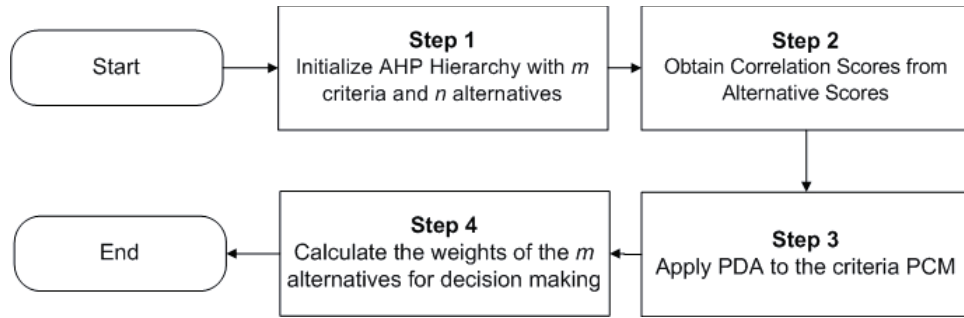 Start
Step 1
Initialize AHP Hierarchy with m
criteria and n alternatives
Step 2
Obtain Correlation Scores from
Alternative Scores
Step 3
Apply PDA to the criteria PCM
Step 4
Calculate the weights of the m
alternatives for decision making
End